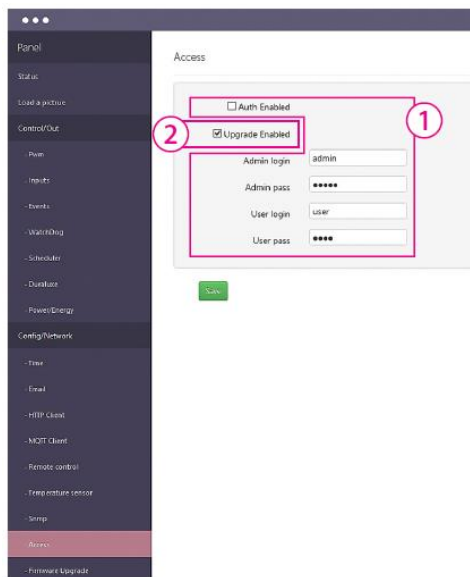 Panel
Access
Status
Load a pictrue
Auth Enabled
1
Control/Out
2
Upgrade Enabled
- Pwm
Admin login
admin
- Inputs
Admin pass
•••••
- Events
User login
user
- WatchDog
User pass
••••
- Scheduler
- Duraluxe
- Power/Energy
Save
Config/Network
- Time
- Email
- HTTP Client
- MQTT Client
- Remote control
- Temperature sensor
- Snmp
- Access
- Firmware Upgrade